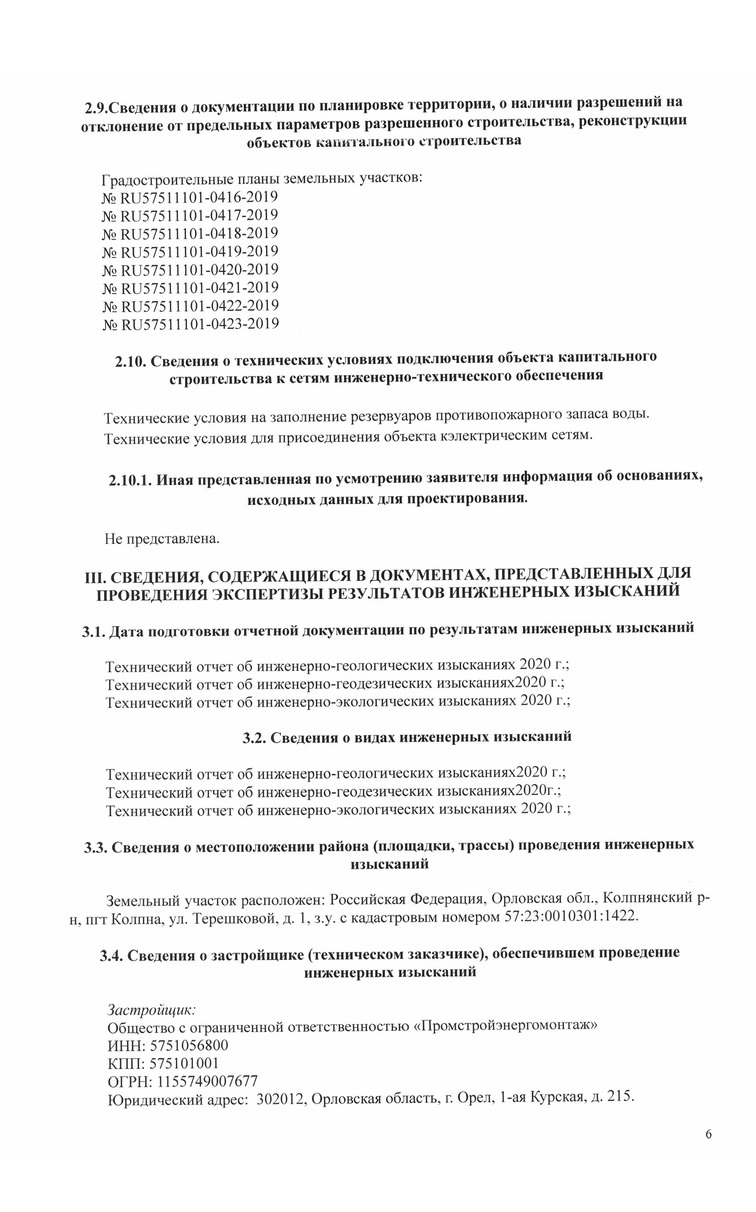 2.9.Сведения о документации по планировке территории, о наличии разрешений на
отклонение от предельных параметров разрешенного строительства, реконструкции
объектов капитального строительства
Градостроительные планы земельных участков:
№ RU57511101-0416-2019
№ RU57511101-0417-2019
№ RU57511101-0418-2019
№ RU57511101-0419-2019
№ RU57511101-0420-2019
№ RU57511101-0421-2019
№ RU57511101-0422-2019
№ RU57511101-0423-2019
2.10. Сведения о технических условиях подключения объекта капитального
строительства к сетям инженерно-технического обеспечения
Технические условия на заполнение резервуаров противопожарного запаса воды.
Технические условия для присоединения объекта кэлектрическим сетям.
2.10.1. Иная представленная по усмотрению заявителя информация об основаниях,
исходных данных для проектирования.
Не представлена.
III. СВЕДЕНИЯ, СОДЕРЖАЩИЕСЯ В ДОКУМЕНТАХ, ПРЕДСТАВЛЕННЫХ ДЛЯ
ПРОВЕДЕНИЯ ЭКСПЕРТИЗЫ РЕЗУЛЬТАТОВ ИНЖЕНЕРНЫХ ИЗЫСКАНИЙ
3.1. Дата подготовки отчетной документации по результатам инженерных изысканий
Технический отчет об инженерно-геологических изысканиях 2020 г.;
Технический отчет об инженерно-геодезических изысканиях2020 г.;
Технический отчет об инженерно-экологических изысканиях 2020 г.;
3.2. Сведения о видах инженерных изысканий
Технический отчет об инженерно-геологических изысканиях2020 г.;
Технический отчет об инженерно-геодезических изысканиях2020г.;
Технический отчет об инженерно-экологических изысканиях 2020 г.;
3.3. Сведения о местоположении района (площадки, трассы) проведения инженерных
изысканий
Земельный участок расположен: Российская Федерация, Орловская обл., Колпнянский р-
н, пгт Колпна, ул. Терешковой, д. 1, з.у. с кадастровым номером 57:23:0010301:1422.
3.4. Сведения о застройщике (техническом заказчике), обеспечившем проведение
инженерных изысканий
Застройщик:
Общество с ограниченной ответственностью «Промстройэнергомонтаж»
ИНН: 5751056800
КПП: 575101001
ОГРН: 1155749007677
Юридический адрес: 302012, Орловская область, г. Орел, 1-ая Курская, д. 215.
6